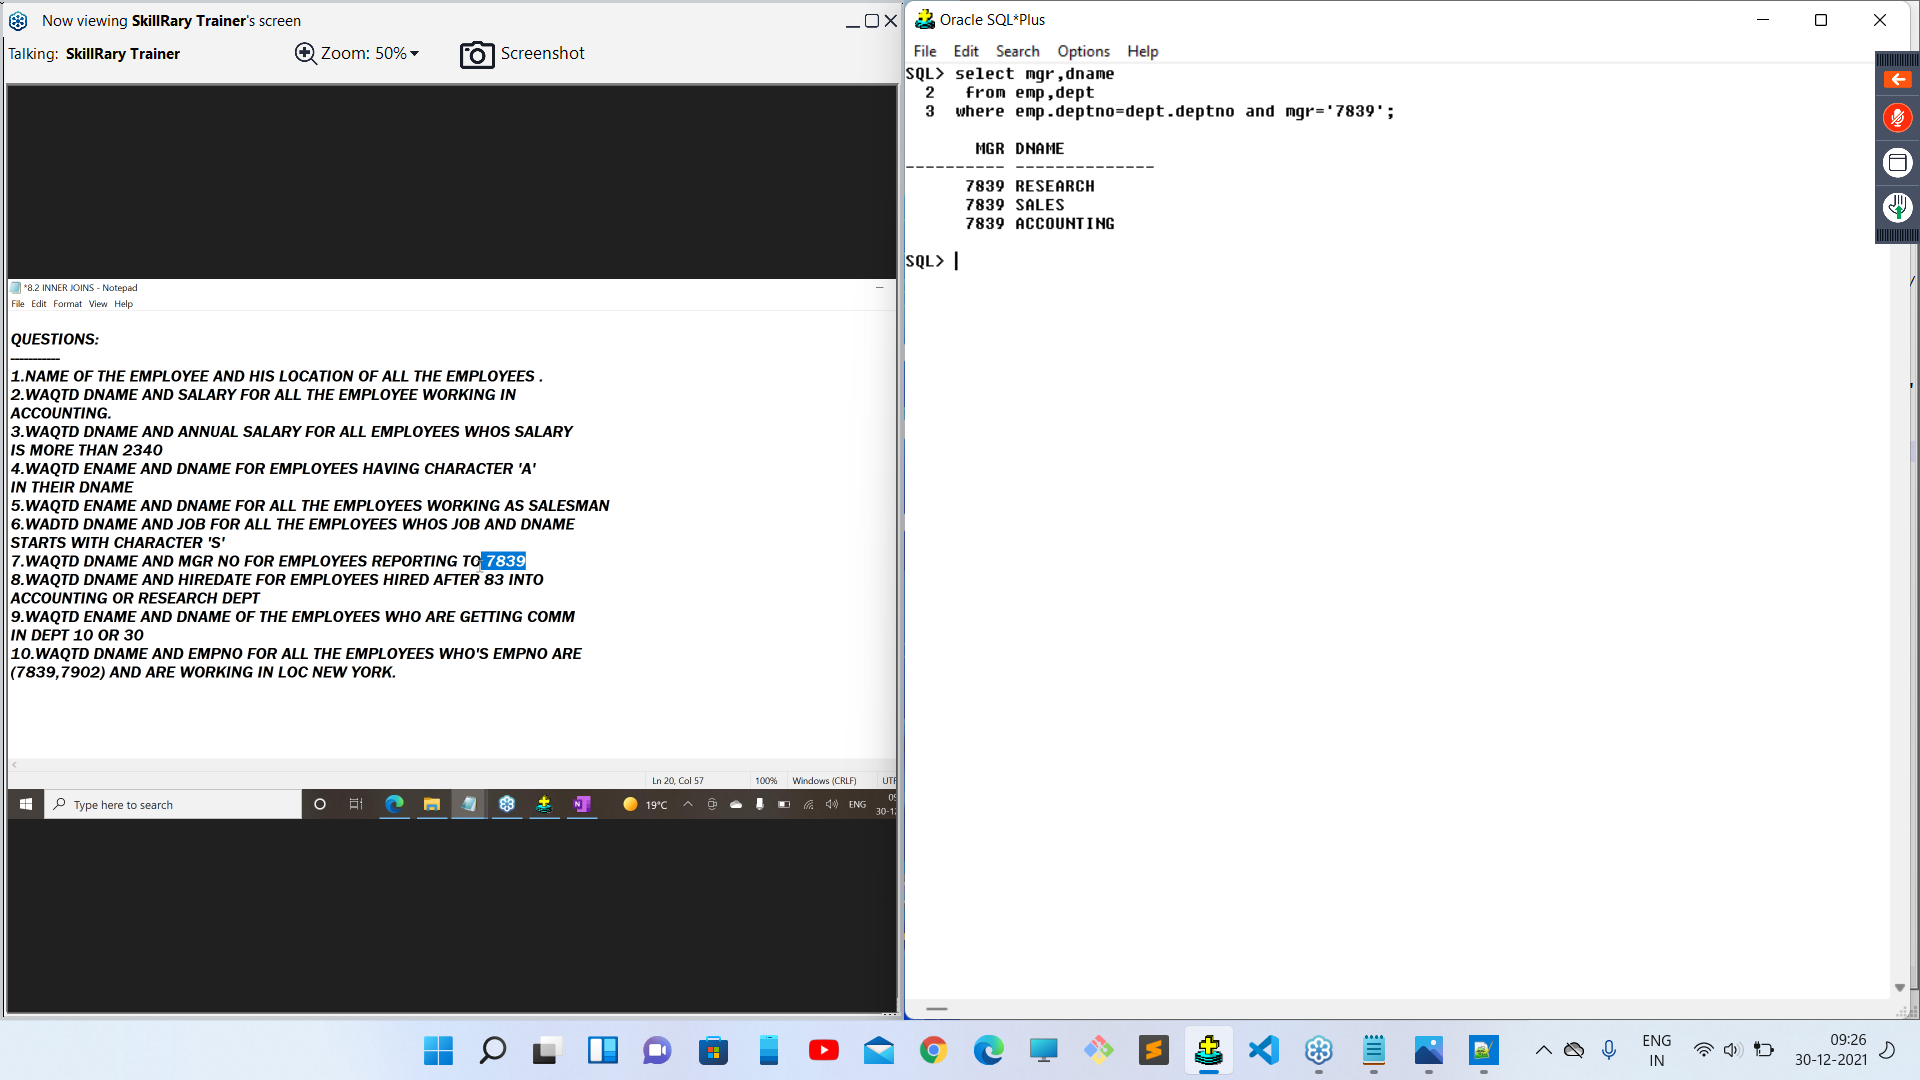 Now viewing SkillRary Trainer's screen
Talking: SkillRary Trainer
Zoom: 50%
Screenshot
*8.2 INNER JOINS - Notepad
File Edit Format View Help
QUESTIONS:
-----------
1.NAME OF THE EMPLOYEE AND HIS LOCATION OF ALL THE EMPLOYEES .
2.WAQTD DNAME AND SALARY FOR ALL THE EMPLOYEE WORKING IN
ACCOUNTING.
3.WAQTD DNAME AND ANNUAL SALARY FOR ALL EMPLOYEES WHOS SALARY
IS MORE THAN 2340
4.WAQTD ENAME AND DNAME FOR EMPLOYEES HAVING CHARACTER 'A'
IN THEIR DNAME
5.WAQTD ENAME AND DNAME FOR ALL THE EMPLOYEES WORKING AS SALESMAN
6.WADTD DNAME AND JOB FOR ALL THE EMPLOYEES WHOS JOB AND DNAME
STARTS WITH CHARACTER 'S'
7.WAQTD DNAME AND MGR NO FOR EMPLOYEES REPORTING TO 7839
8.WAQTD DNAME AND HIREDATE FOR EMPLOYEES HIRED AFTER 83 INTO
ACCOUNTING OR RESEARCH DEPT
9.WAQTD ENAME AND DNAME OF THE EMPLOYEES WHO ARE GETTING COMM
IN DEPT 10 OR 30
10.WAQTD DNAME AND EMPNO FOR ALL THE EMPLOYEES WHO'S EMPNO ARE
(7839,7902) AND ARE WORKING IN LOC NEW YORK.
Ln 20, Col 57 100% Windows (CRLF) UTF
Type here to search
19°C
ENG
30-12
Oracle SQL*Plus
File Edit Search Options Help
SQL> select mgr,dname
2 from emp,dept
3 where emp.deptno=dept.deptno and mgr='7839';
MGR DNAME
---------- --------------
7839 RESEARCH
7839 SALES
7839 ACCOUNTING
SQL>
ENG
IN
09:26
30-12-2021